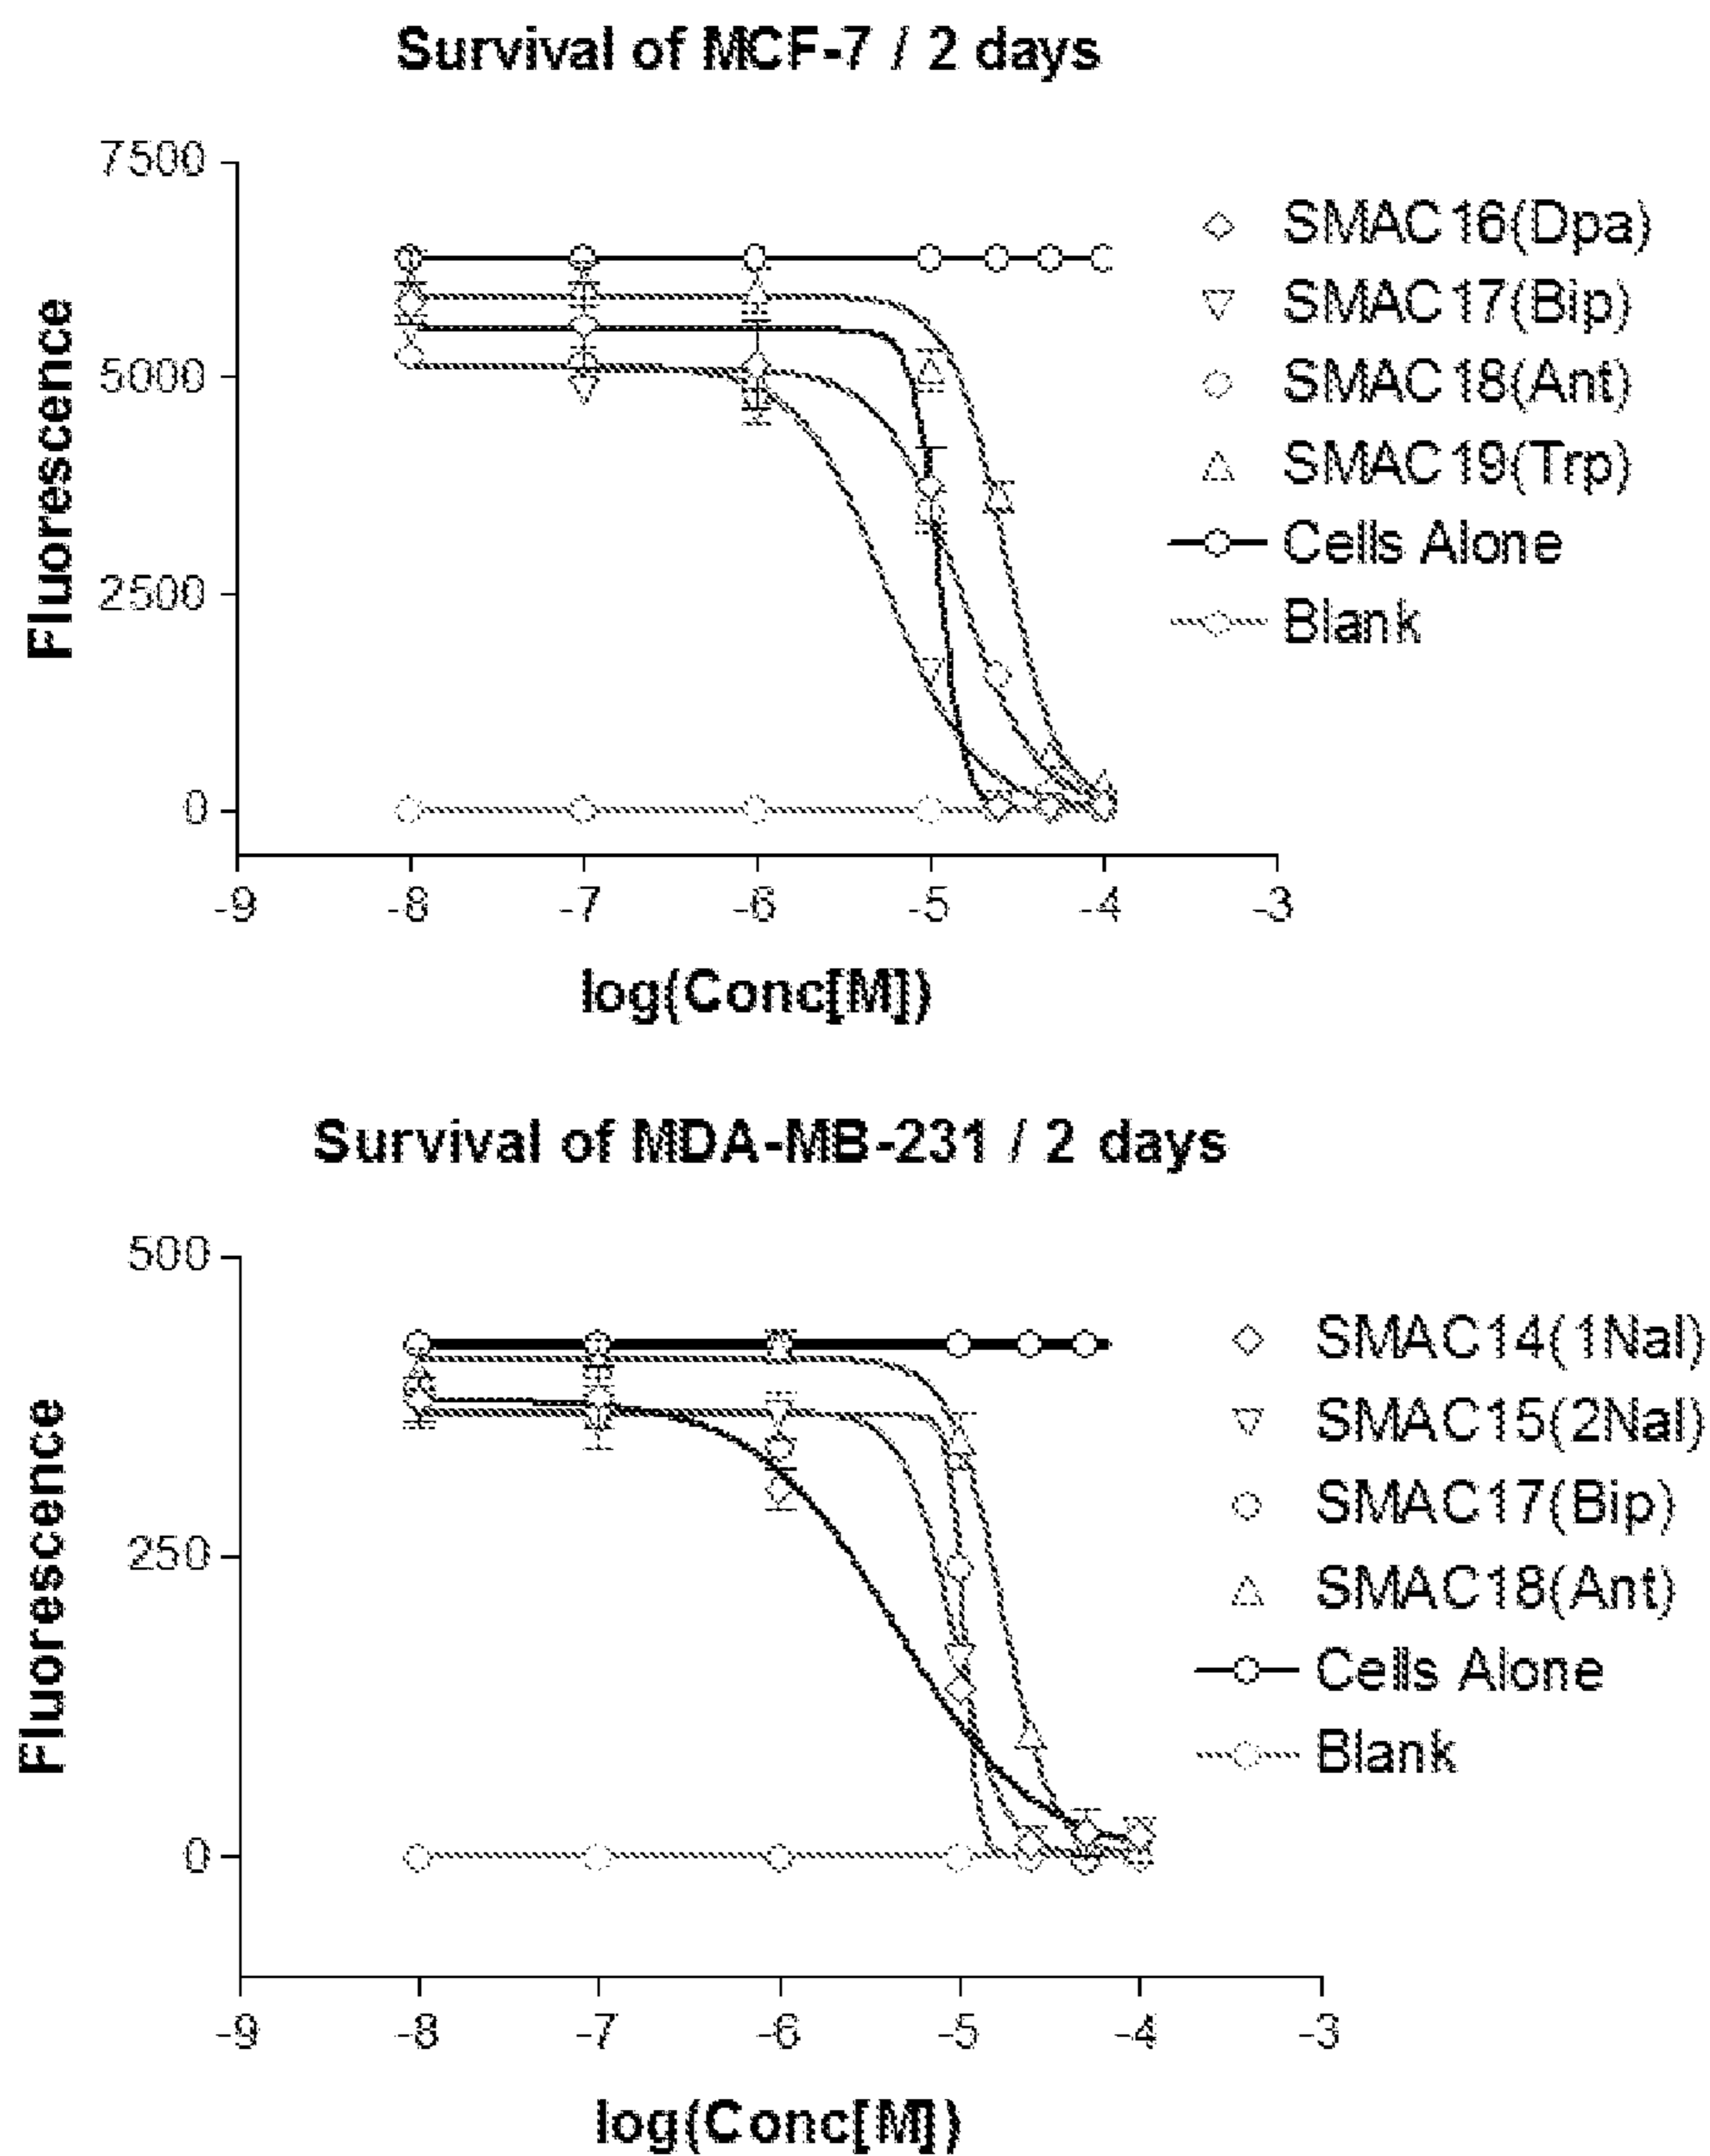 Survival of MCF-7 / 2 days
7500
5000
2500
0
Fluorescence
-9 -8 -7 -6 -5 -4 -3
log(Conc[M])
SMAC16(Dpa)
SMAC17(Bip)
SMAC18(Ant)
SMAC19(Trp)
Cells Alone
Blank
Survival of MDA-MB-231 / 2 days
500
250
0
Fluorescence
-9 -8 -7 -6 -5 -4 -3
log(Conc[M])
SMAC14(1Nal)
SMAC15(2Nal)
SMAC17(Bip)
SMAC18(Ant)
Cells Alone
Blank